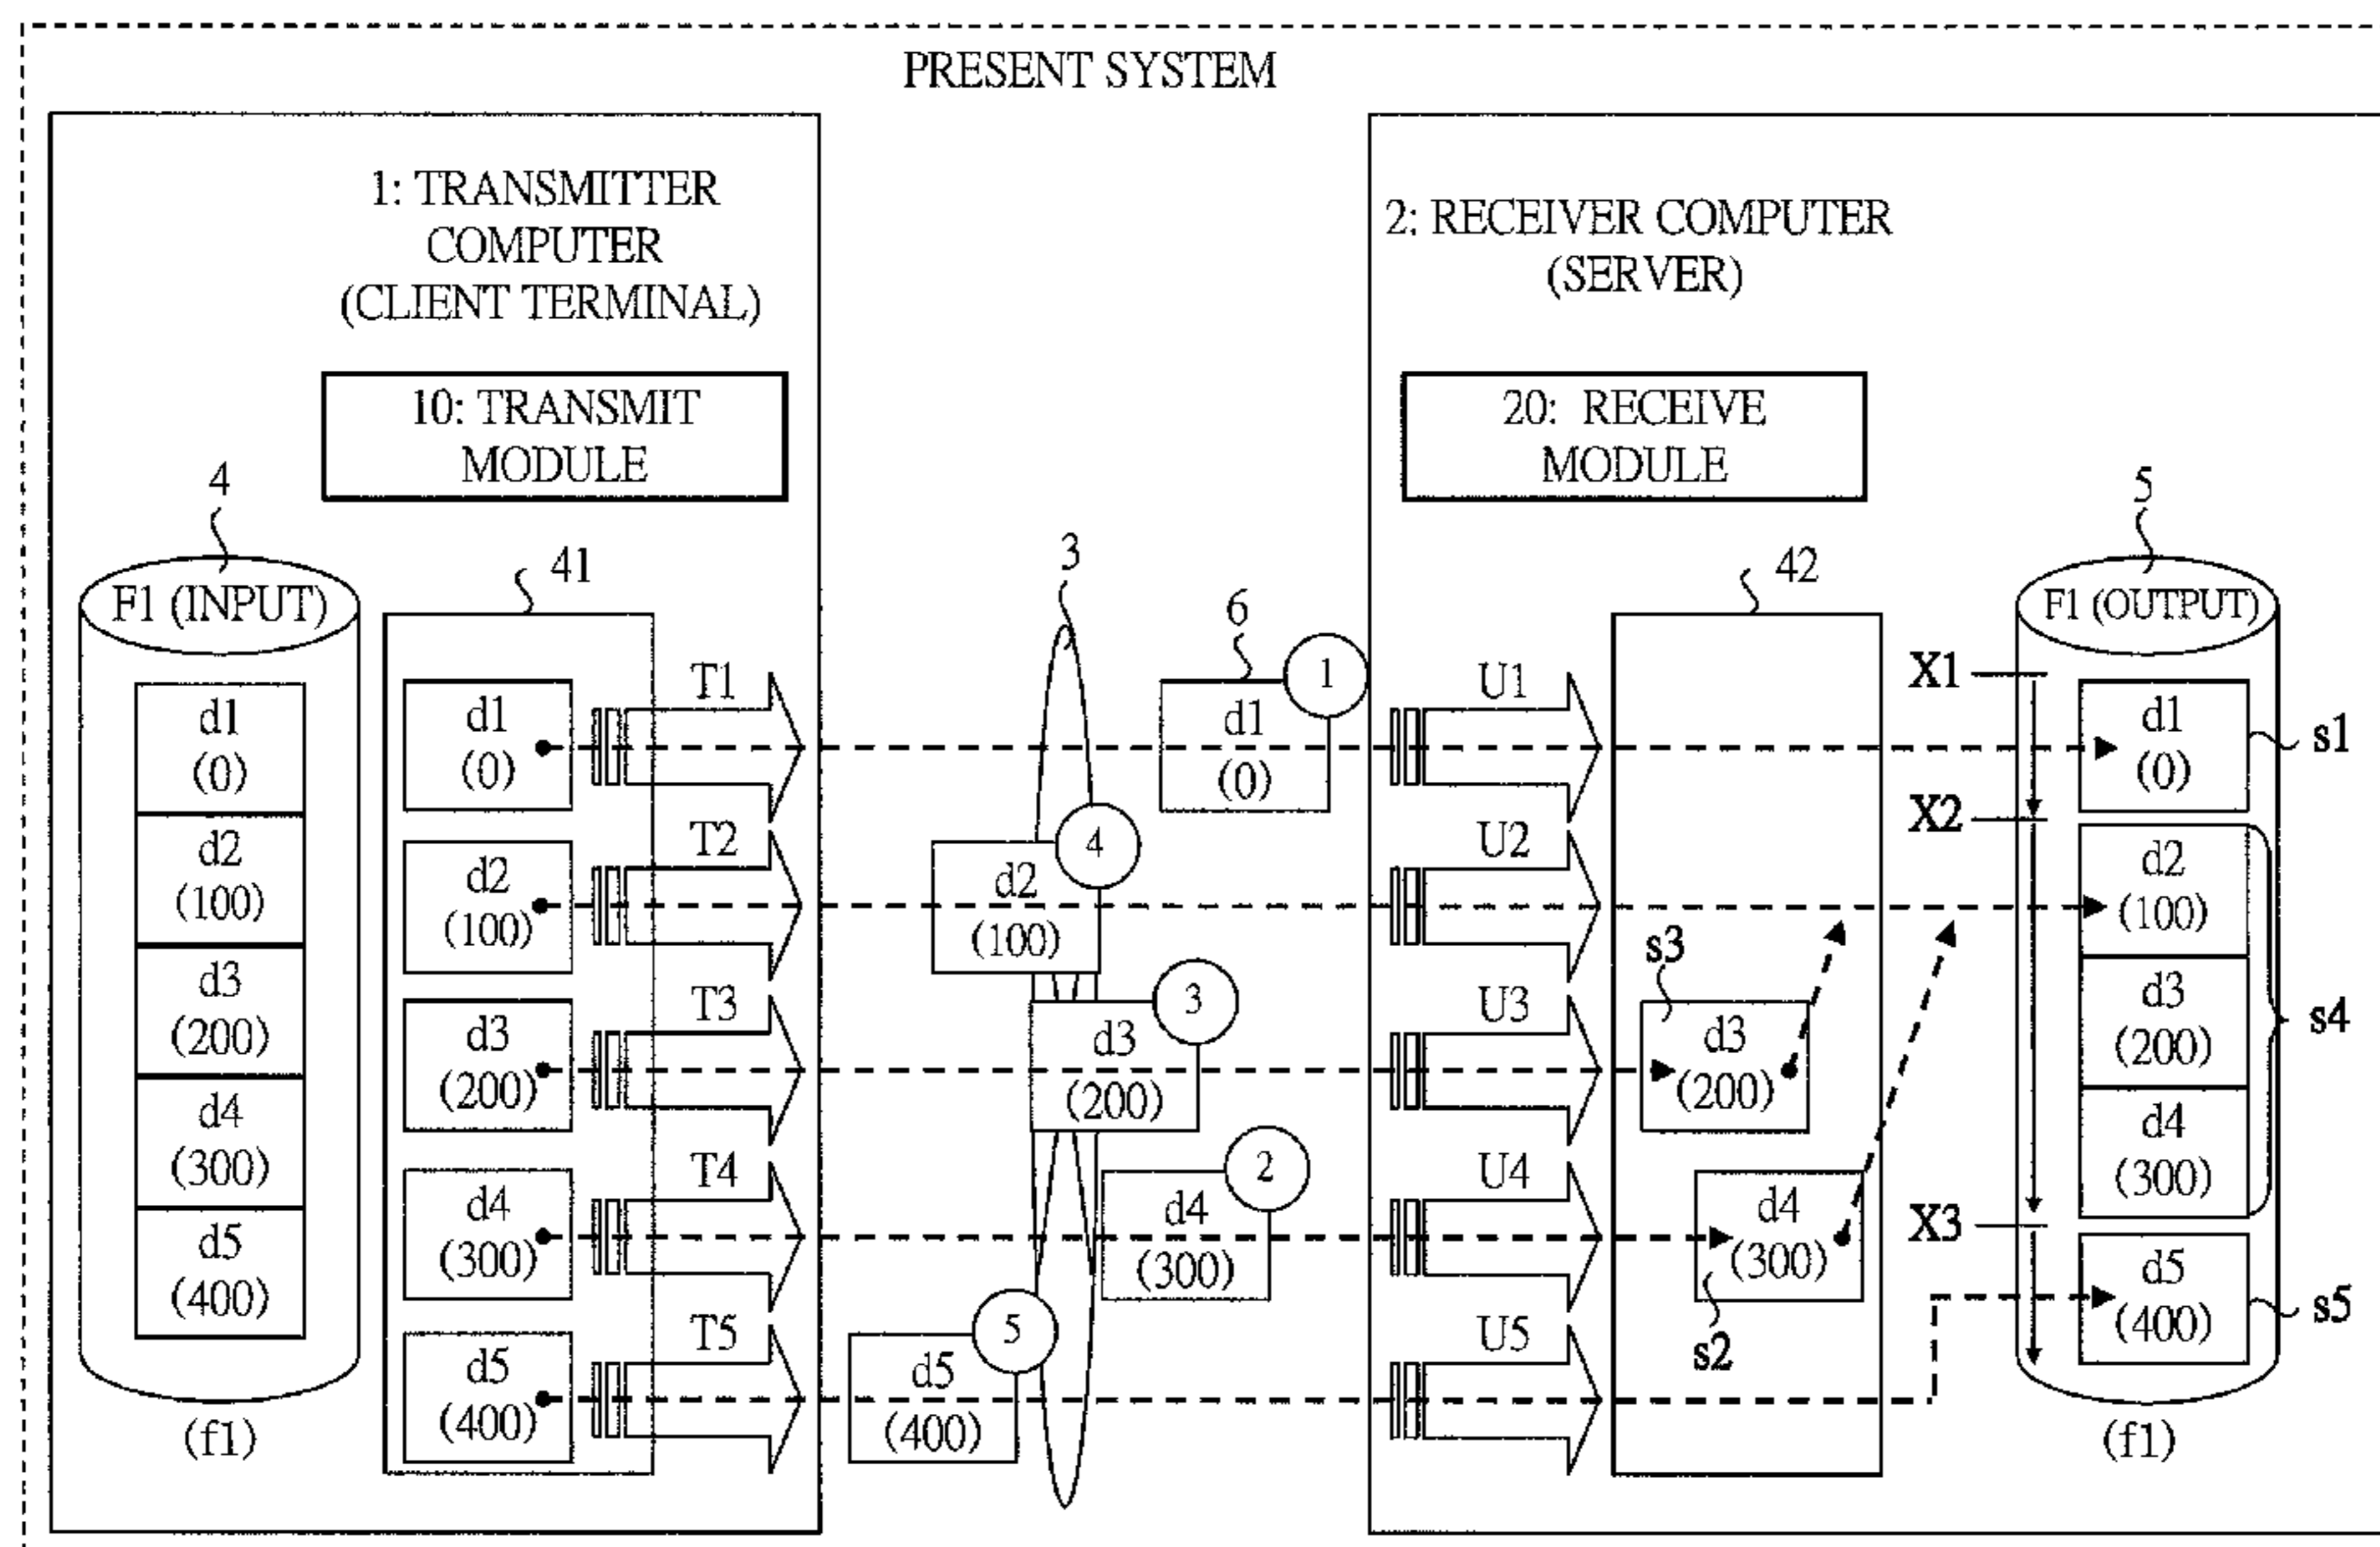 PRESENT SYSTEM
1: TRANSMITTER
COMPUTER
(CLIENT TERMINAL)
10: TRANSMIT
MODULE
4
F1 (INPUT)
d1
(0)
d2
(100)
d3
(200)
d4
(300)
d5
(400)
(f1)
41
d1
(0)
d2
(100)
d3
(200)
d4
(300)
d5
(400)
T1
T2
T3
T4
T5
3
6
1
d1
(0)
4
d2
(100)
3
d3
(200)
2
d4
(300)
5
d5
(400)
2: RECEIVER COMPUTER
(SERVER)
20: RECEIVE
MODULE
U1
U2
U3
U4
U5
42
s3
d3
(200)
d4
(300)
s2
5
F1 (OUTPUT)
X1
X2
X3
d1
(0)
s1
d2
(100)
d3
(200)
d4
(300)
s4
d5
(400)
s5
(f1)